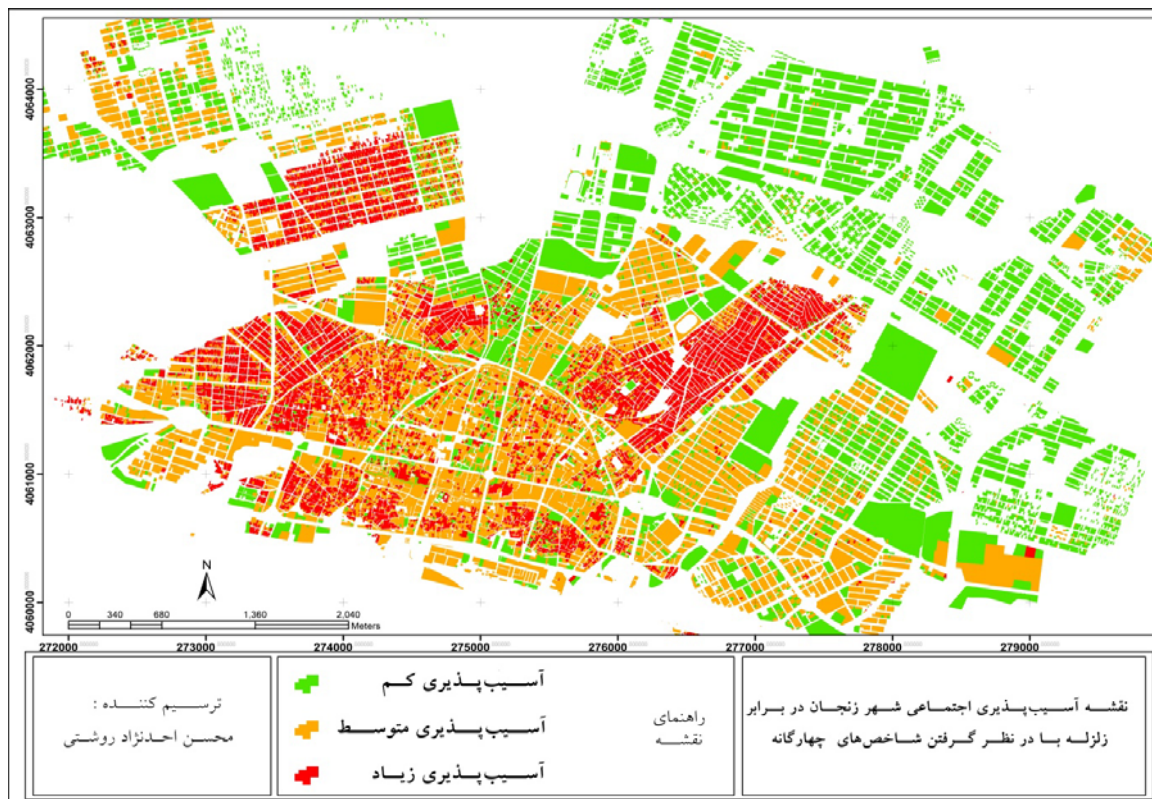 4064000
4063000
4062000
4061000
4060000
N
0 340 680 1,360 2,040
Meters
272000 273000 274000 275000 276000 277000 278000 279000
نقشه آسیب‌پذیری اجتماعی شهر زنجان در برابر
زلزله با در نظر گرفتن شاخص‌های چهارگانه
راهنمای
نقشه
آسیب‌پذیری کم
آسیب‌پذیری متوسط
آسیب‌پذیری زیاد
ترسیم کننده :
محسن احدنژاد روشتی